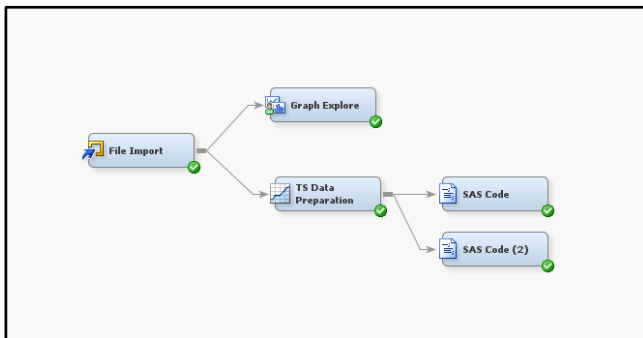 Graph Explore
File Import
TS Data
Preparation
SAS Code
SAS Code (2)